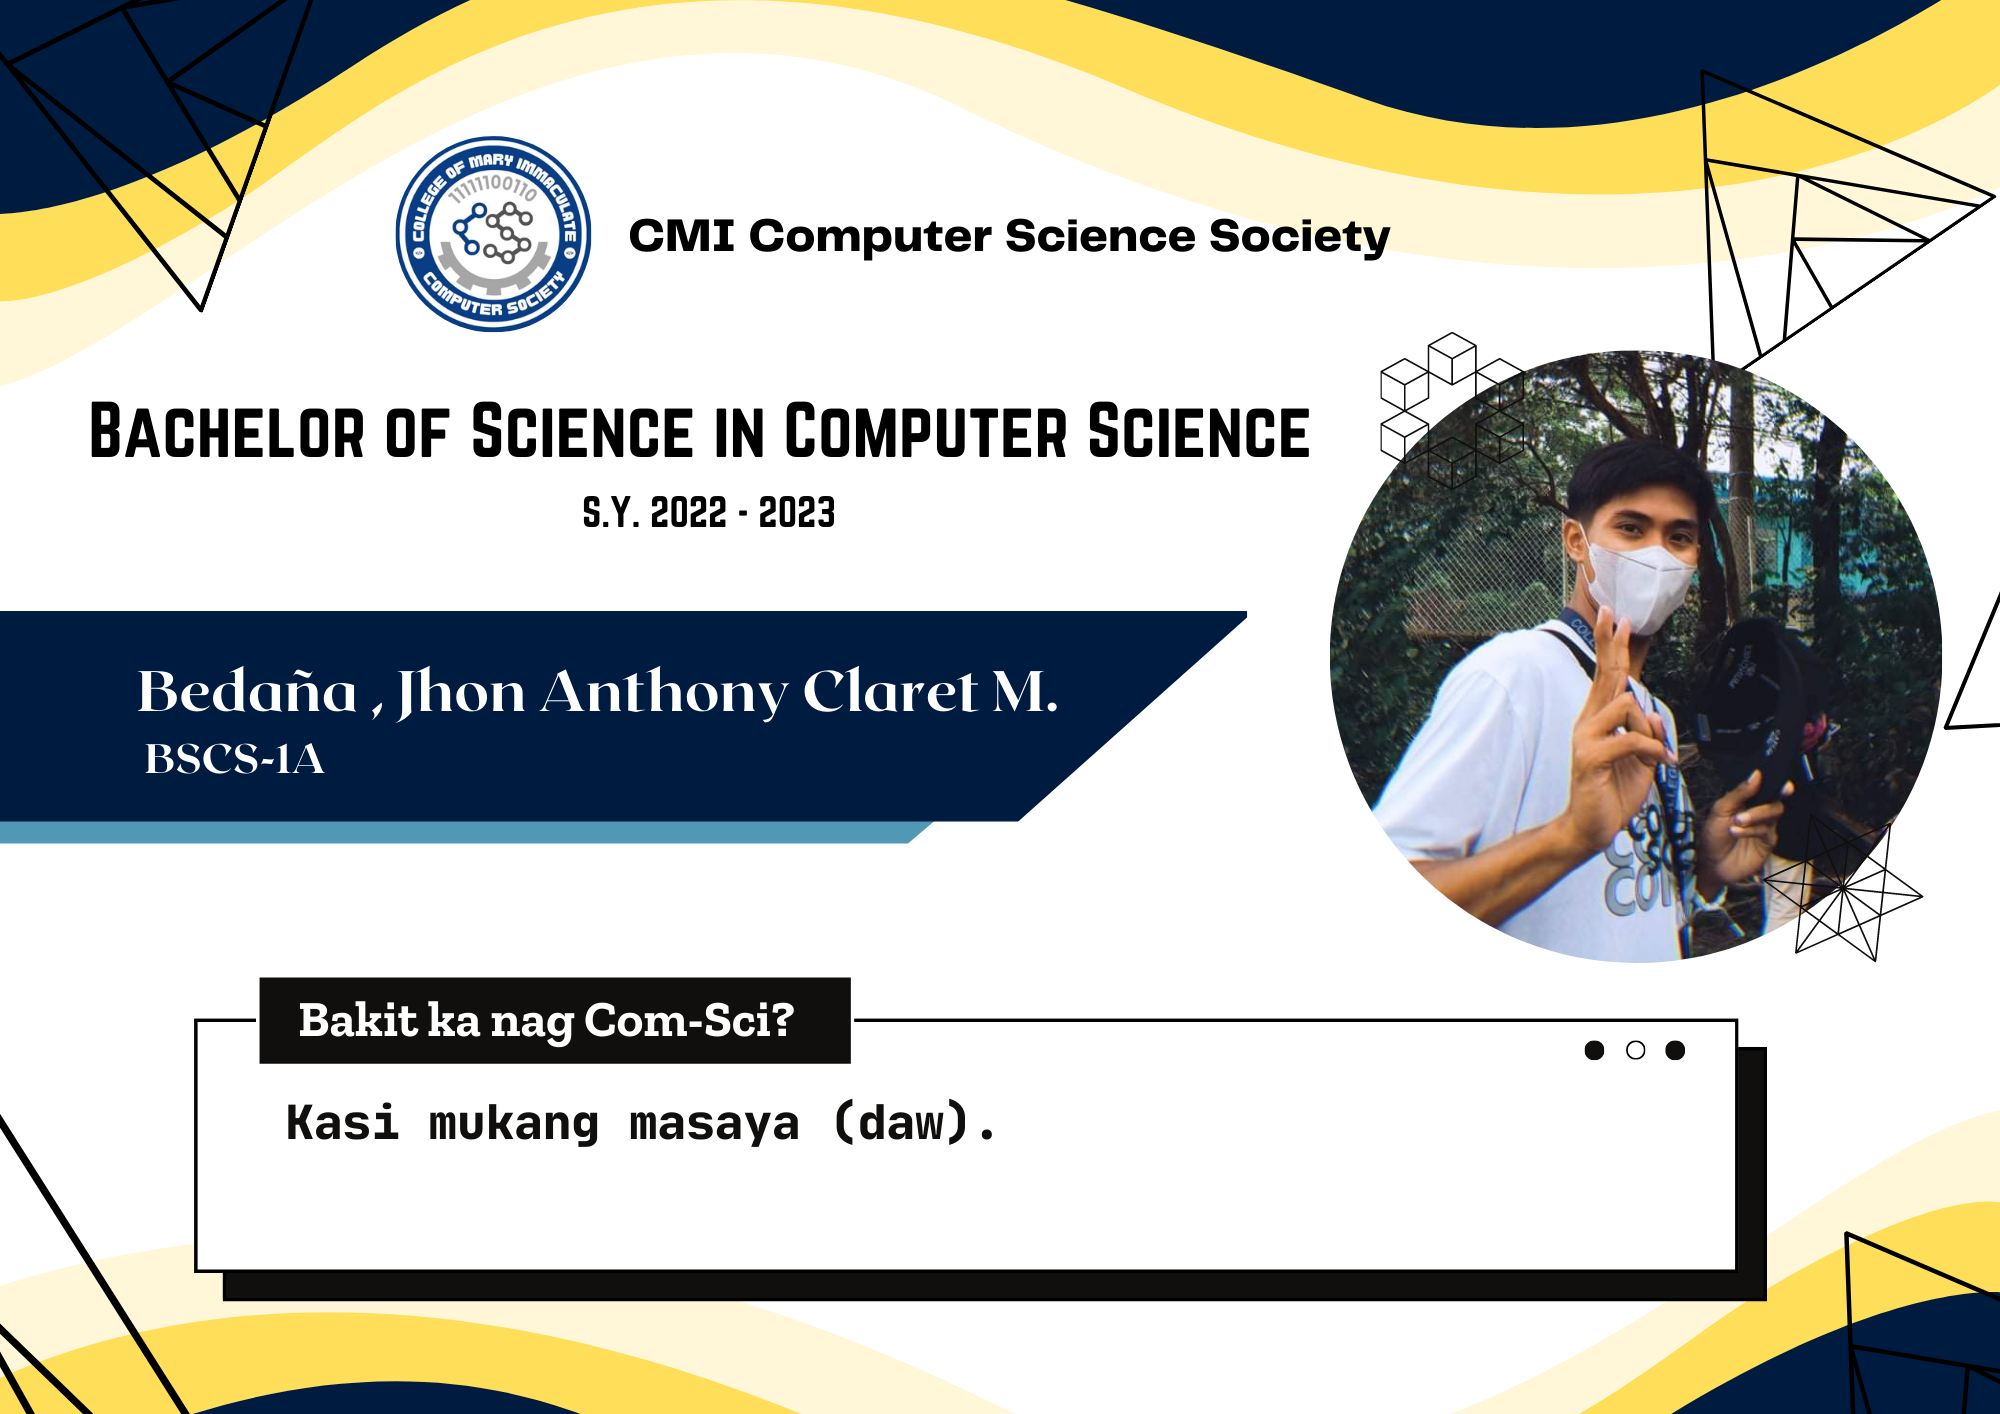 COLLEGE OF MARY IMMACULATE
11111100110
COMPUTER SOCIETY
CMI Computer Science Society
BACHELOR OF SCIENCE IN COMPUTER SCIENCE
S.Y. 2022 - 2023
Bedaña , Jhon Anthony Claret M.
BSCS-1A
COLLE
Bakit ka nag Com-Sci?
Kasi mukang masaya (daw).